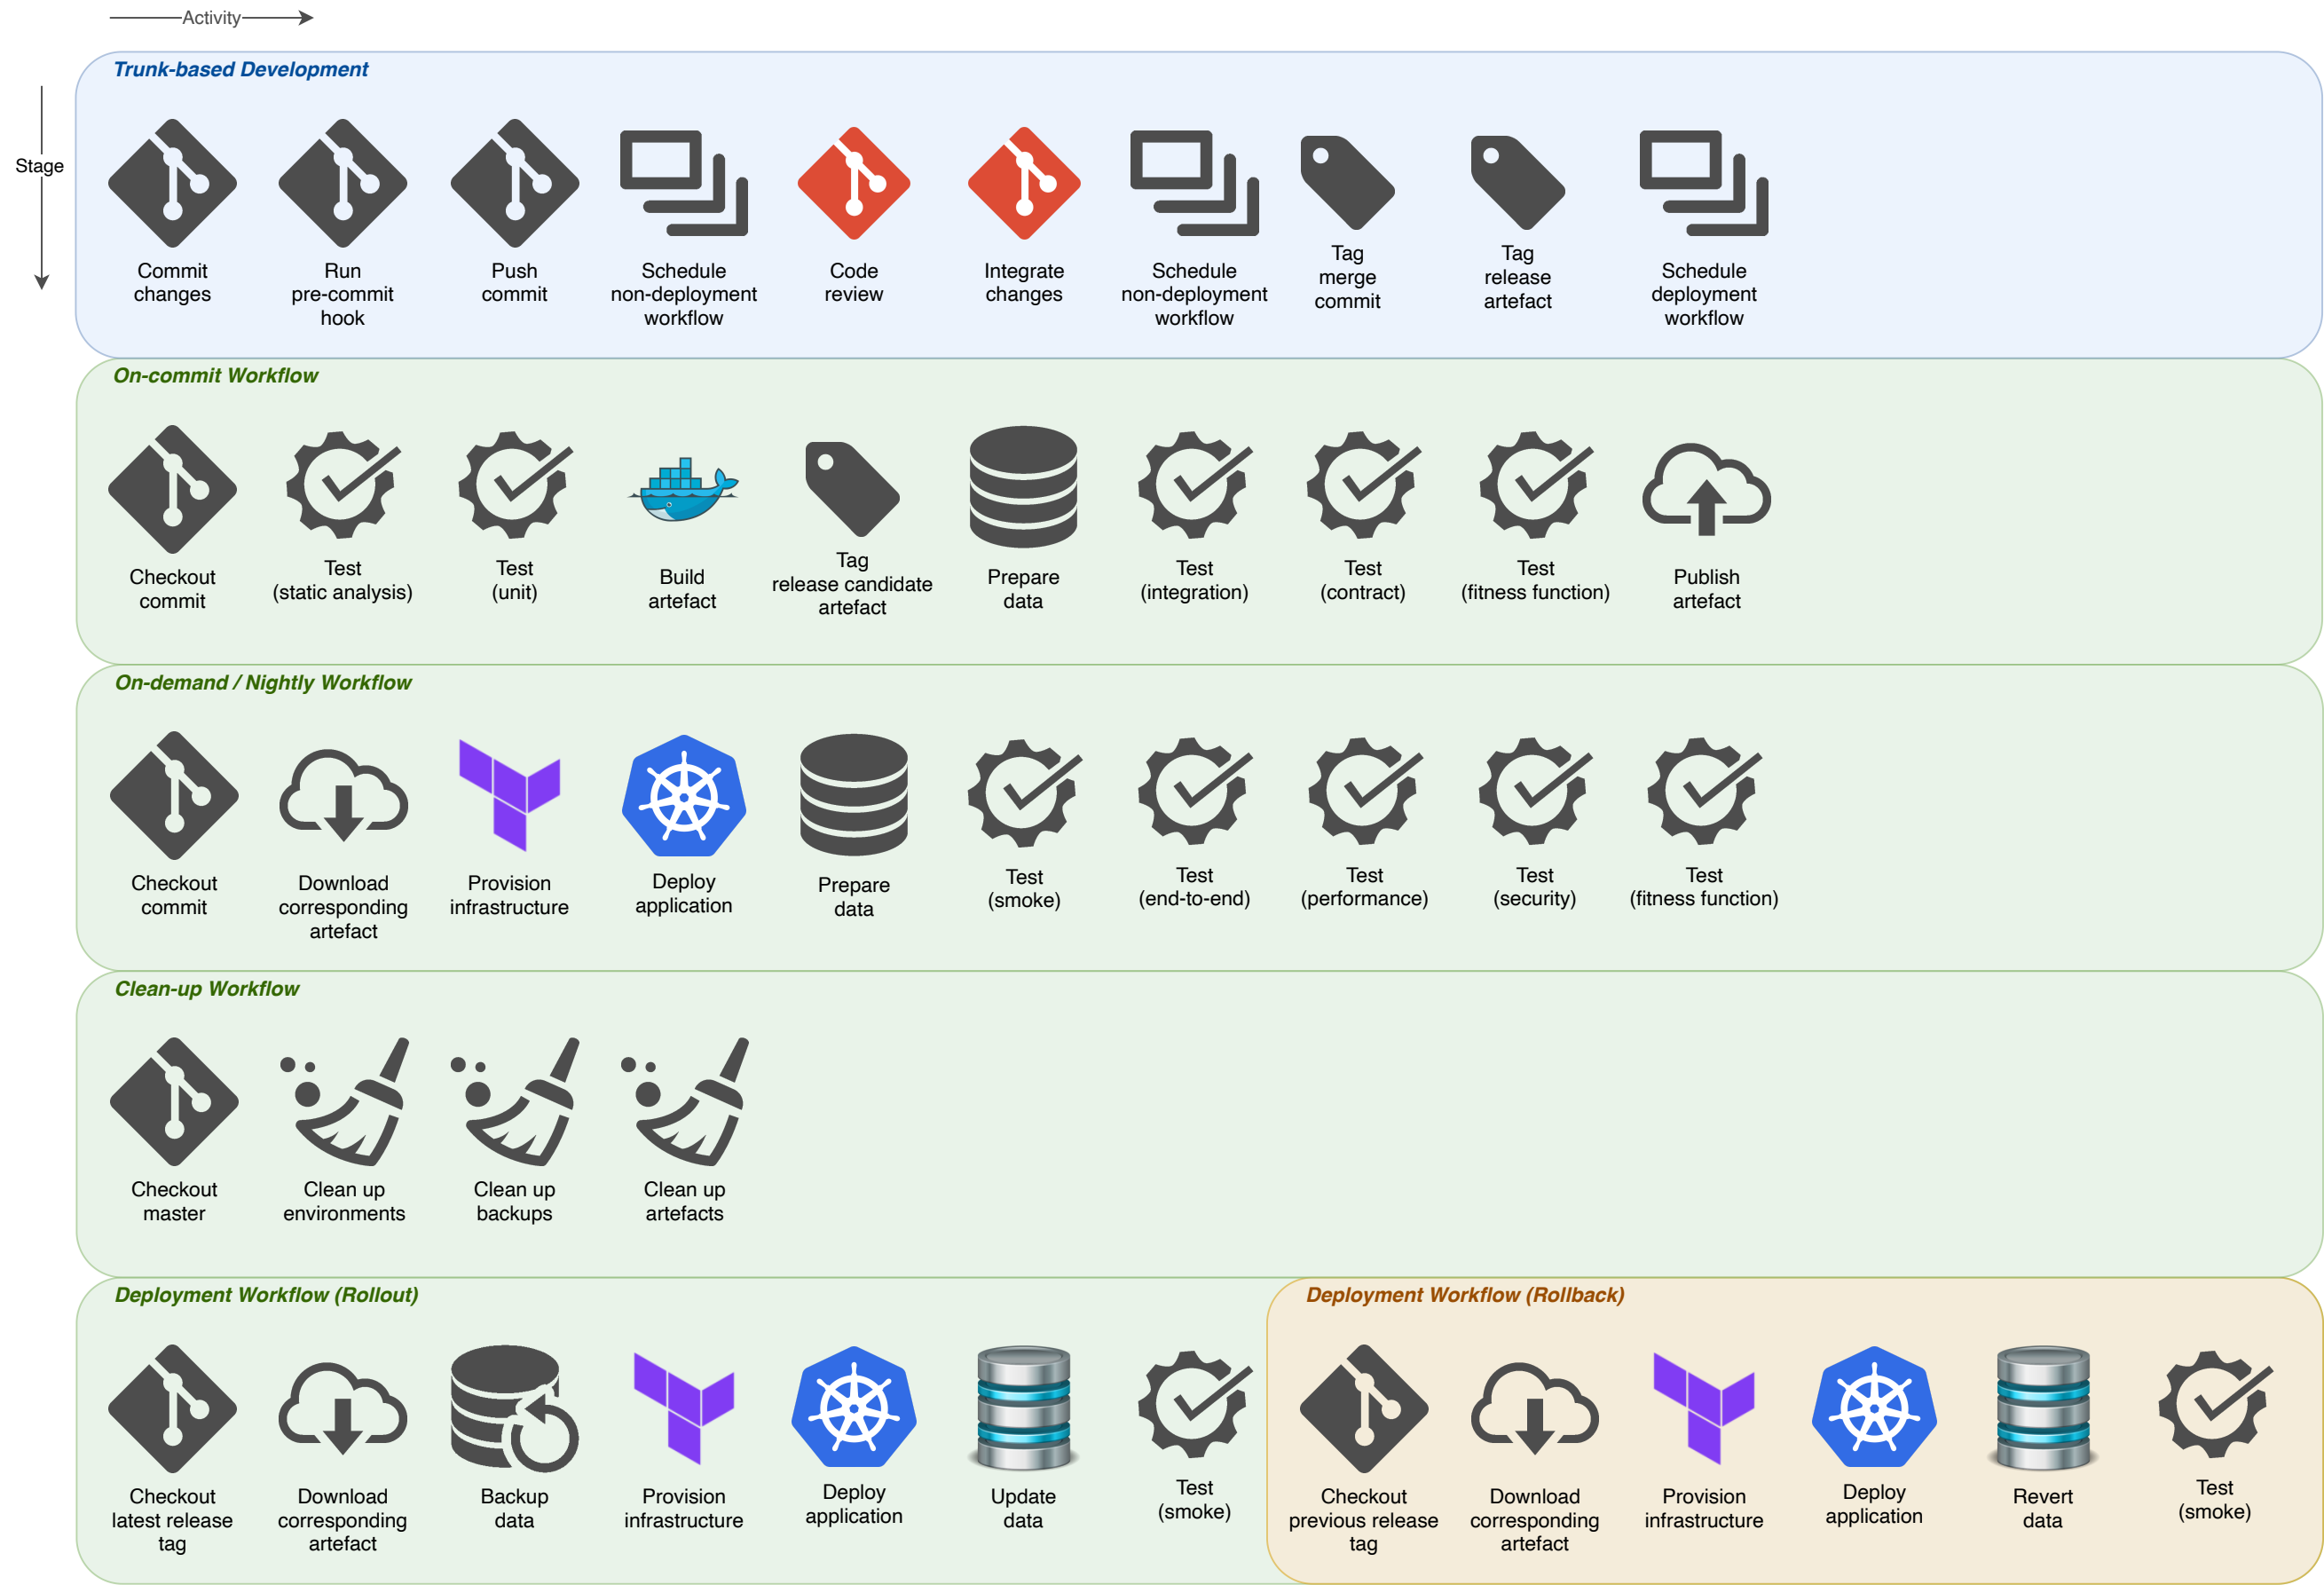 Activity
Stage
Trunk-based Development
Commit
changes
Run
pre-commit
hook
Push
commit
Schedule
non-deployment
workflow
Code
review
Integrate
changes
Schedule
non-deployment
workflow
Tag
merge
commit
Tag
release
artefact
Schedule
deployment
workflow
On-commit Workflow
Checkout
commit
Test
(static analysis)
Test
(unit)
Build
artefact
Tag
release candidate
artefact
Prepare
data
Test
(integration)
Test
(contract)
Test
(fitness function)
Publish
artefact
On-demand / Nightly Workflow
Checkout
commit
Download
corresponding
artefact
Provision
infrastructure
Deploy
application
Prepare
data
Test
(smoke)
Test
(end-to-end)
Test
(performance)
Test
(security)
Test
(fitness function)
Clean-up Workflow
Checkout
master
Clean up
environments
Clean up
backups
Clean up
artefacts
Deployment Workflow (Rollout)
Checkout
latest release
tag
Download
corresponding
artefact
Backup
data
Provision
infrastructure
Deploy
application
Update
data
Test
(smoke)
Deployment Workflow (Rollback)
Checkout
previous release
tag
Download
corresponding
artefact
Provision
infrastructure
Deploy
application
Revert
data
Test
(smoke)